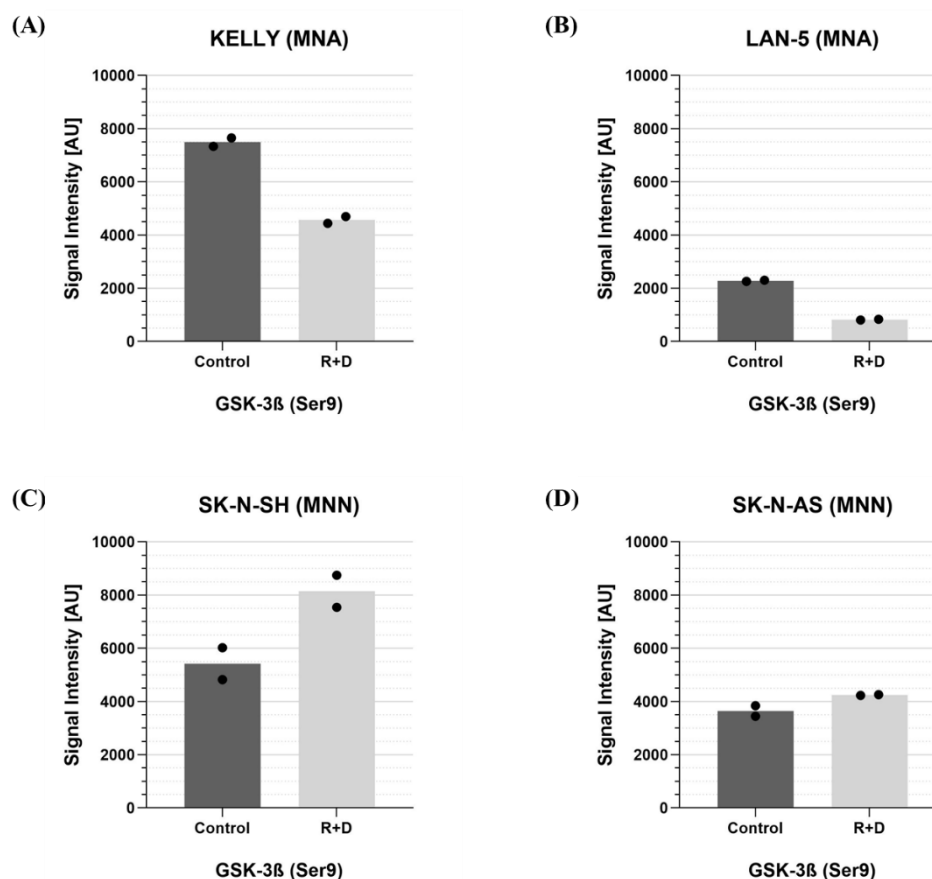 (A)
KELLY (MNA)
Signal Intensity [AU]
10000
8000
6000
4000
2000
0
Control R+D
GSK-3ß (Ser9)
(B)
LAN-5 (MNA)
Signal Intensity [AU]
10000
8000
6000
4000
2000
0
Control R+D
GSK-3ß (Ser9)
(C)
SK-N-SH (MNN)
Signal Intensity [AU]
10000
8000
6000
4000
2000
0
Control R+D
GSK-3ß (Ser9)
(D)
SK-N-AS (MNN)
Signal Intensity [AU]
10000
8000
6000
4000
2000
0
Control R+D
GSK-3ß (Ser9)